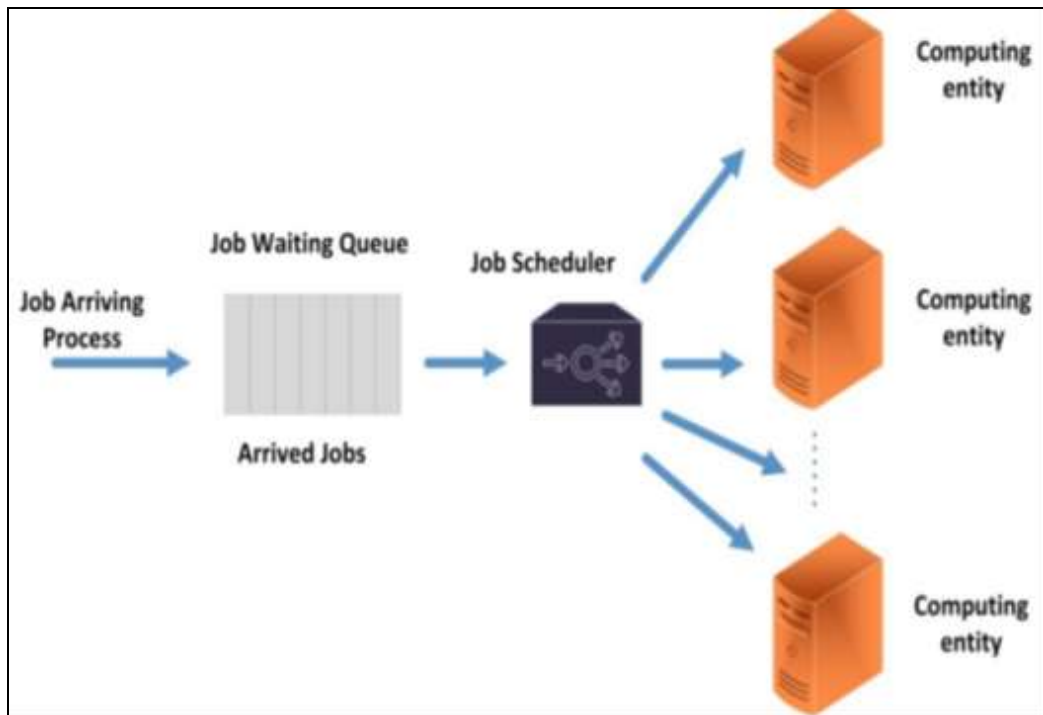 Job Arriving
Process
Job Waiting Queue
Arrived Jobs
Job Scheduler
Computing
entity
Computing
entity
Computing
entity